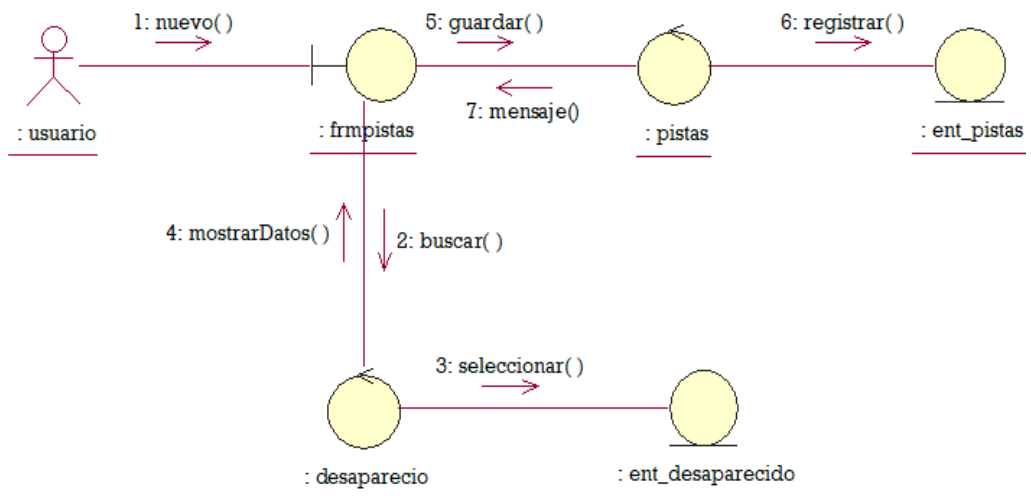 1: nuevo( )
5: guardar( )
6: registrar( )
7: mensaje()
: usuario
: frmpistas
: pistas
: ent_pistas
4: mostrarDatos( )
2: buscar( )
3: seleccionar( )
: desaparecio
: ent_desaparecido